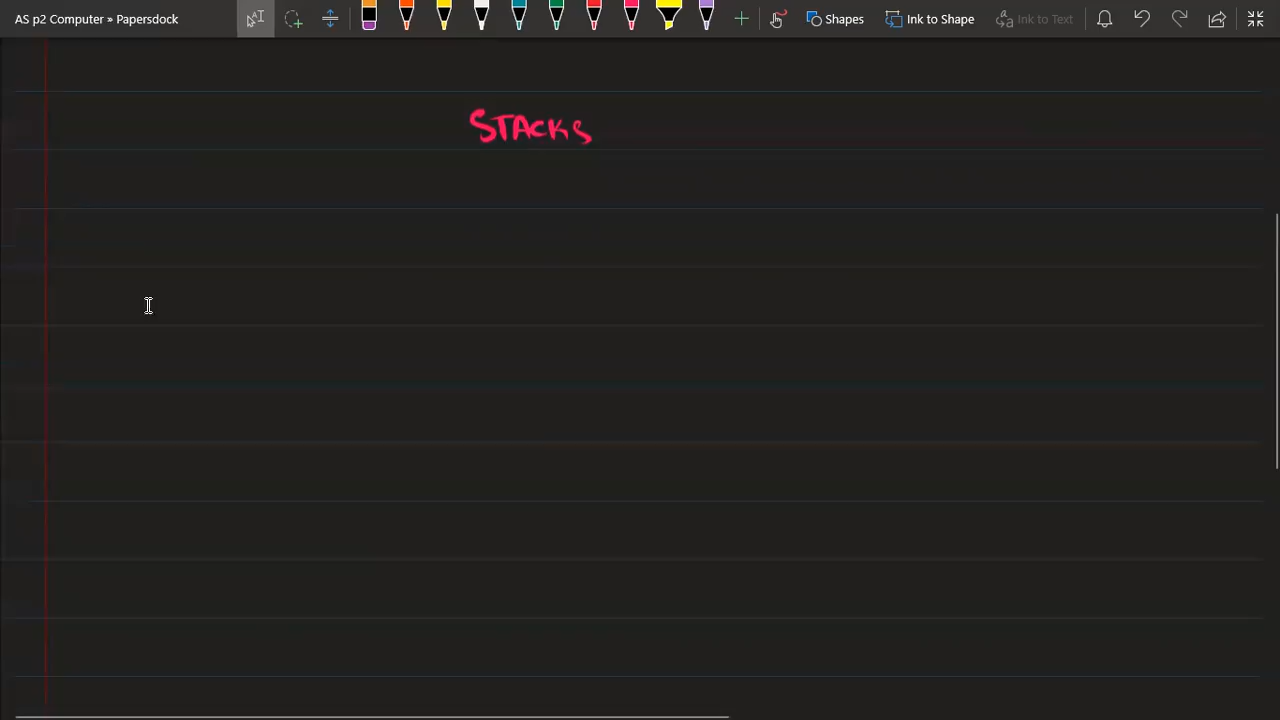 AS p2 Computer » Papersdock
Shapes
Ink to Shape
Ink to Text
STACKS